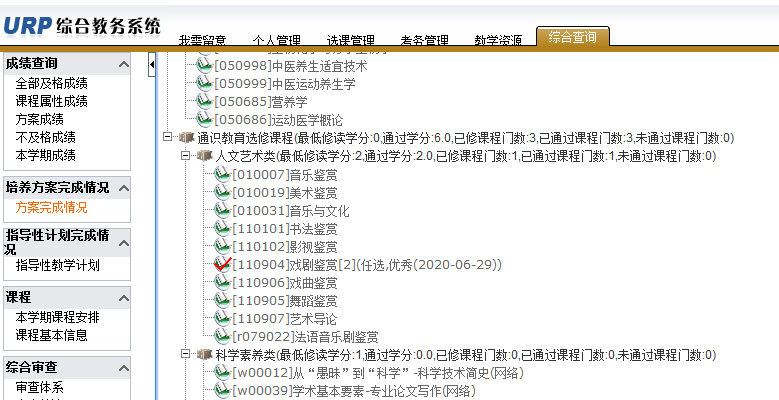 URP 综合教务系统
我需留意 个人管理 选课管理 考务管理 教学资源 综合查询
成绩查询
全部及格成绩
课程属性成绩
方案成绩
不及格成绩
本学期成绩
培养方案完成情况
方案完成情况
指导性计划完成情况
指导性教学计划
课程
本学期课程安排
课程基本信息
综合审查
审查体系
[050998]中医养生适宜技术
[050999]中医运动养生学
[050685]营养学
[050686]运动医学概论
通识教育选修课程(最低修读学分:0,通过学分:6.0,已修课程门数:3,已通过课程门数:3,未通过课程门数:0)
人文艺术类(最低修读学分:2,通过学分:2.0,已修课程门数:1,已通过课程门数:1,未通过课程门数:0)
[010007]音乐鉴赏
[010019]美术鉴赏
[010031]音乐与文化
[110101]书法鉴赏
[110102]影视鉴赏
[110904]戏剧鉴赏[2](任选,优秀(2020-06-29))
[110906]戏曲鉴赏
[110905]舞蹈鉴赏
[110907]艺术导论
[r079022]法语音乐剧鉴赏
科学素养类(最低修读学分:1,通过学分:0.0,已修课程门数:0,已通过课程门数:0,未通过课程门数:0)
[w00012]从“愚昧”到“科学”-科学技术简史(网络)
[w00039]学术基本要素-专业论文写作(网络)